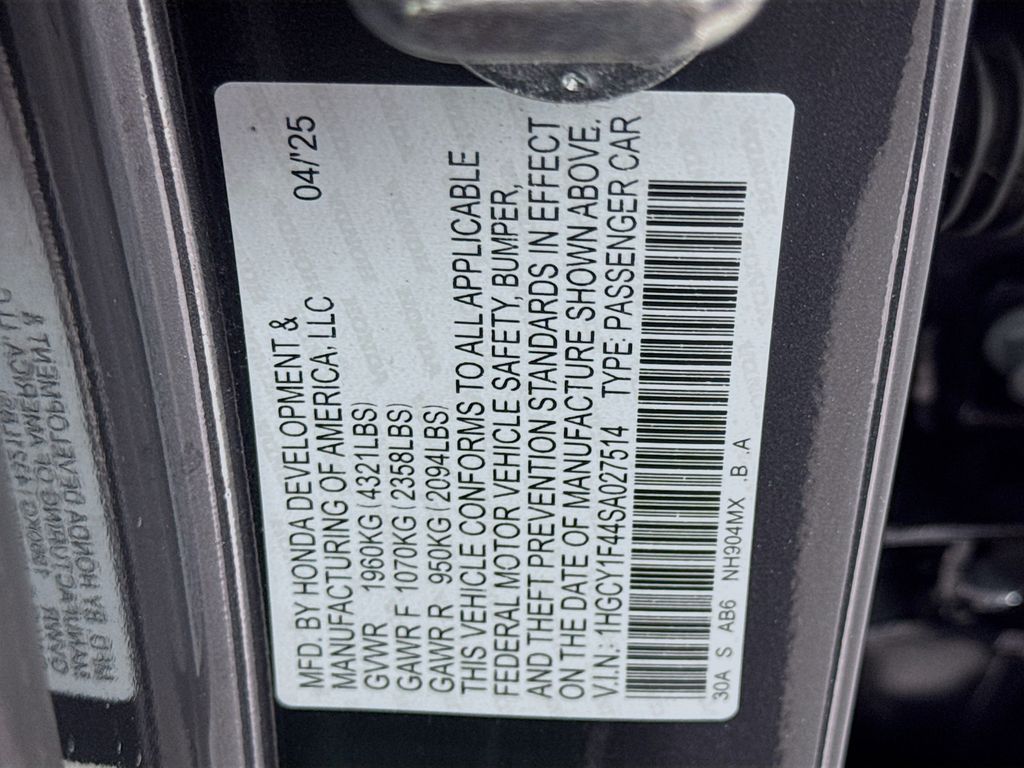 MFD. BY HONDA DEVELOPMENT &
MANUFACTURING OF AMERICA, LLC 04/'25
GVWR 1960KG (4321LBS)
GAWR F 1070KG (2358LBS)
GAWR R 950KG (2094LBS)
THIS VEHICLE CONFORMS TO ALL APPLICABLE
FEDERAL MOTOR VEHICLE SAFETY, BUMPER,
AND THEFT PREVENTION STANDARDS IN EFFECT
ON THE DATE OF MANUFACTURE SHOWN ABOVE.
V.I.N.: 1HGCY1F44SA027514 TYPE: PASSENGER CAR
30A S AB6 NH904MX .B .A